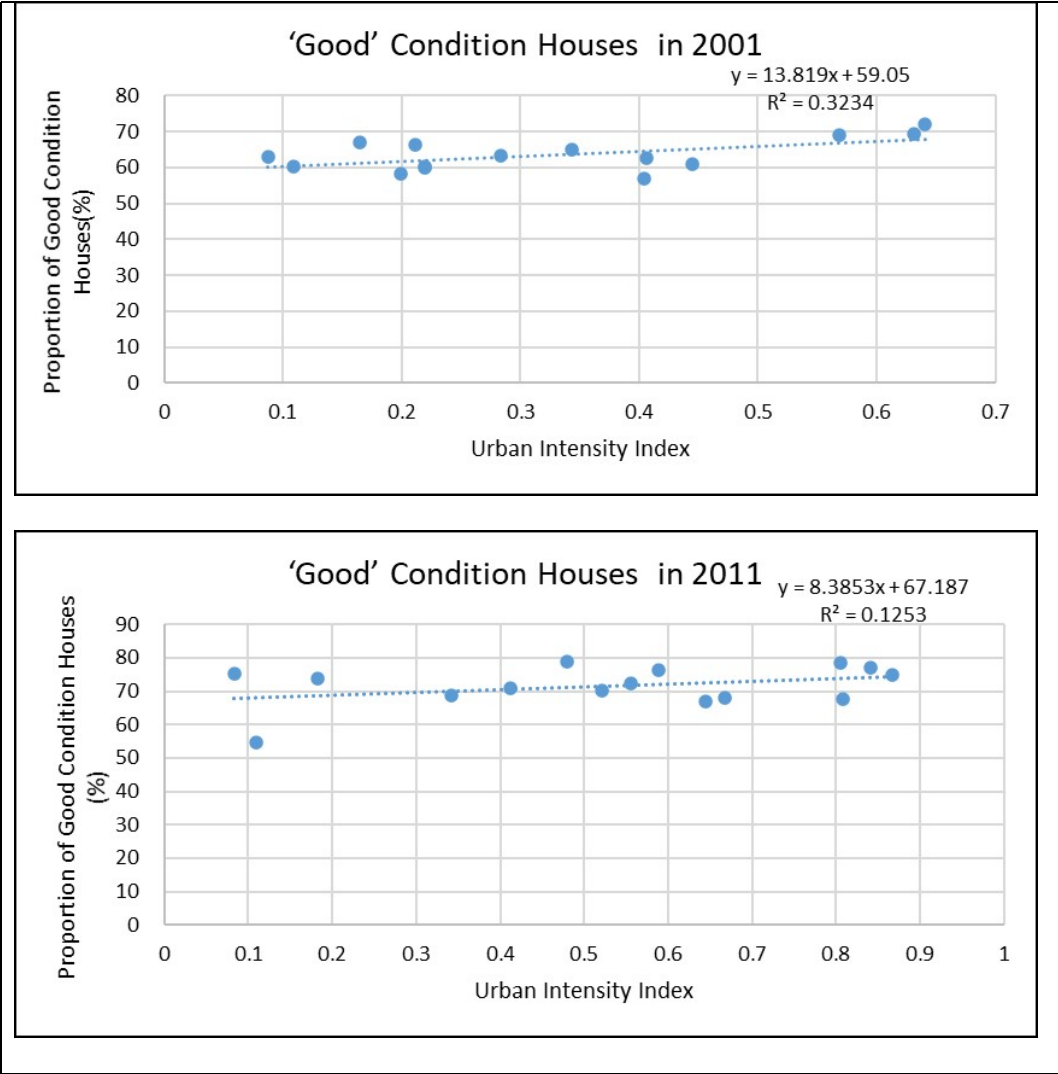 ‘Good’ Condition Houses in 2001
y = 13.819x + 59.05
R² = 0.3234
Proportion of Good Condition
Houses(%)
80
70
60
50
40
30
20
10
0
0 0.1 0.2 0.3 0.4 0.5 0.6 0.7
Urban Intensity Index
‘Good’ Condition Houses in 2011
y = 8.3853x + 67.187
R² = 0.1253
Proportion of Good Condition Houses
(%)
90
80
70
60
50
40
30
20
10
0
0 0.1 0.2 0.3 0.4 0.5 0.6 0.7 0.8 0.9 1
Urban Intensity Index